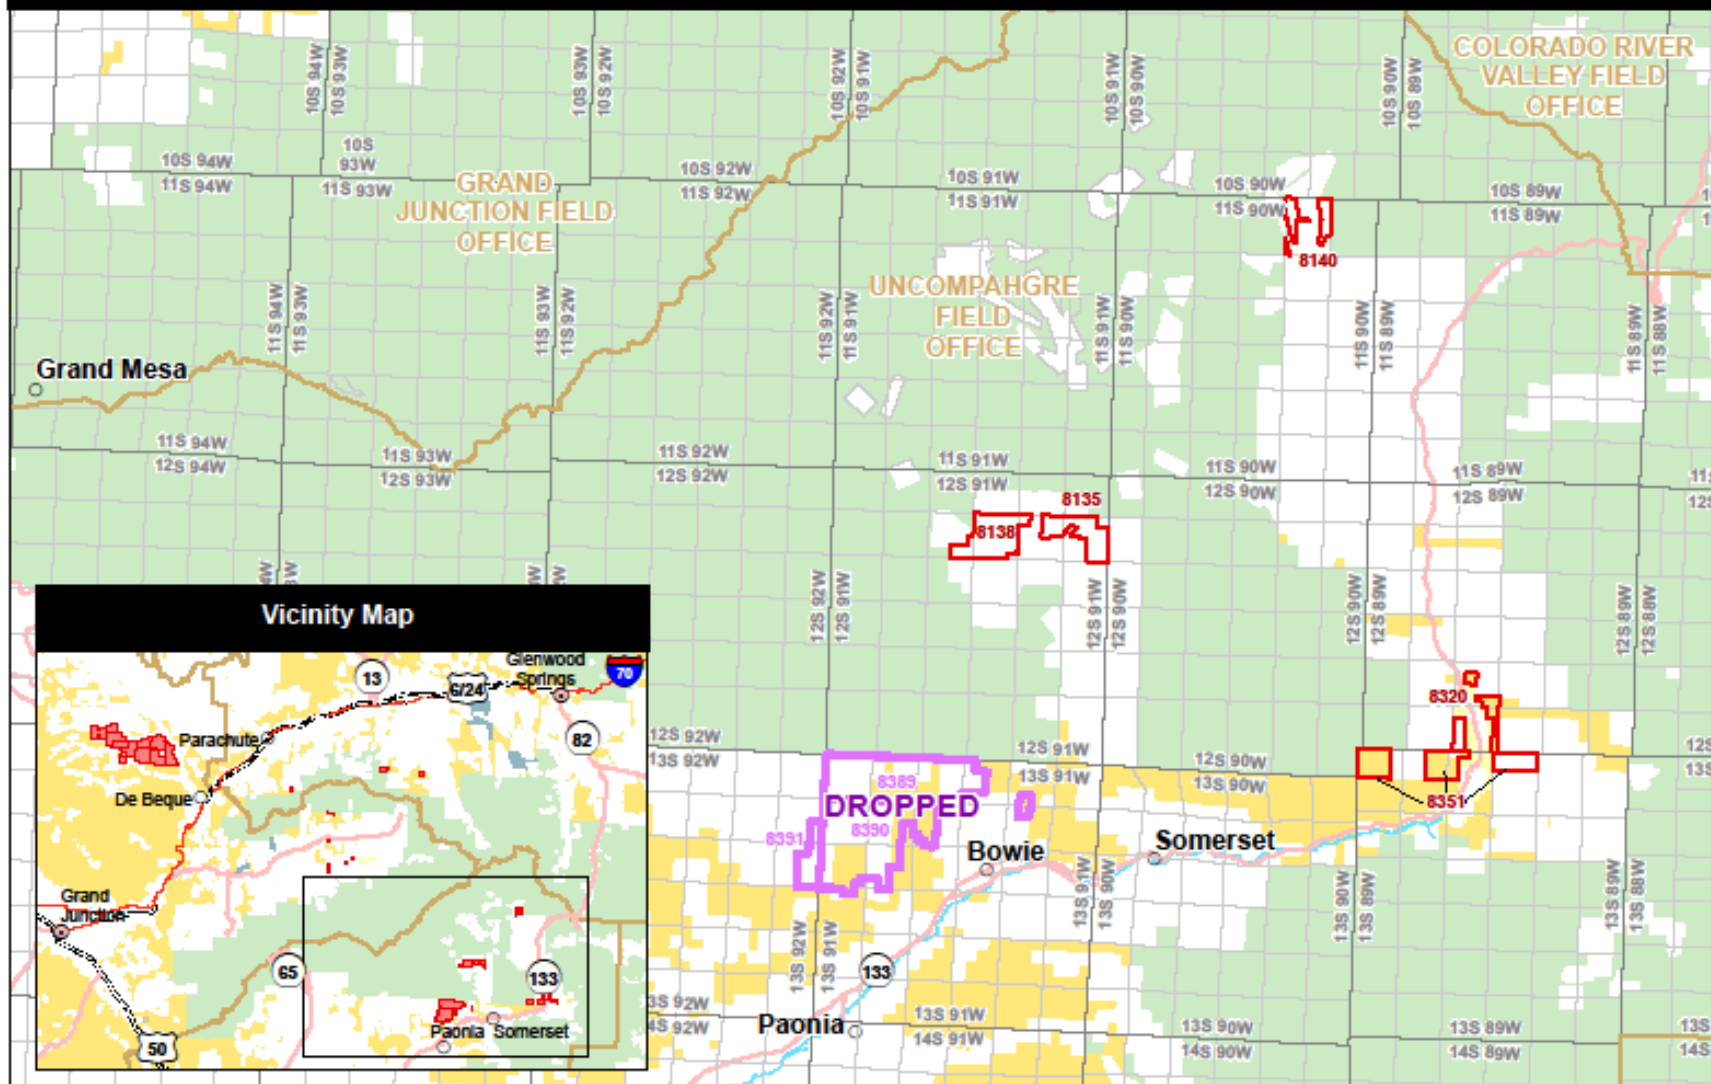 COLORADO RIVER
VALLEY FIELD
OFFICE
10S 94W
10S 93W
10S 93W
10S 92W
10S 92W
10S 91W
10S 91W
10S 90W
10S 90W
10S 89W
10S 94W
11S 94W
10S
93W
11S 93W
10S 92W
11S 92W
10S 91W
11S 91W
10S 90W
11S 90W
10S 89W
11S 89W
GRAND
JUNCTION FIELD
OFFICE
8140
UNCOMPAHGRE
FIELD
OFFICE
11S 94W
11S 93W
11S 93W
11S 92W
11S 92W
11S 91W
11S 91W
11S 90W
11S 90W
11S 89W
11S 89W
11S 88W
Grand Mesa
11S 94W
12S 94W
11S 93W
12S 93W
11S 92W
12S 92W
11S 91W
12S 91W
11S 90W
12S 90W
11S 89W
12S 89W
8135
8138
12S 92W
12S 91W
12S 91W
12S 90W
12S 90W
12S 89W
12S 89W
12S 88W
8320
12S 92W
13S 92W
12S 91W
13S 91W
12S 90W
13S 90W
8351
8389
DROPPED
8390
8391
Bowie
Somerset
13S 92W
13S 91W
13S 91W
13S 90W
13S 90W
13S 89W
13S 89W
13S 88W
133
Paonia
3S 92W
4S 92W
13S 91W
14S 91W
13S 90W
14S 90W
13S 89W
14S 89W
Vicinity Map
Glenwood
Springs
70
13
6/24
82
Parachute
De Beque
Grand
Junction
65
133
Paonia
Somerset
50